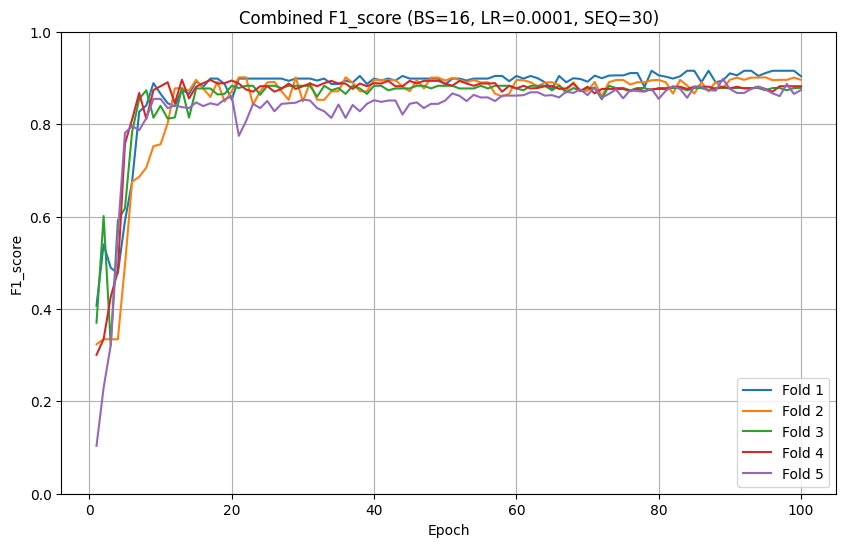 Combined F1_score (BS=16, LR=0.0001, SEQ=30)
1.0
0.8
0.6
0.4
0.2
0.0
F1_score
0
20
40
60
80
100
Epoch
Fold 1
Fold 2
Fold 3
Fold 4
Fold 5